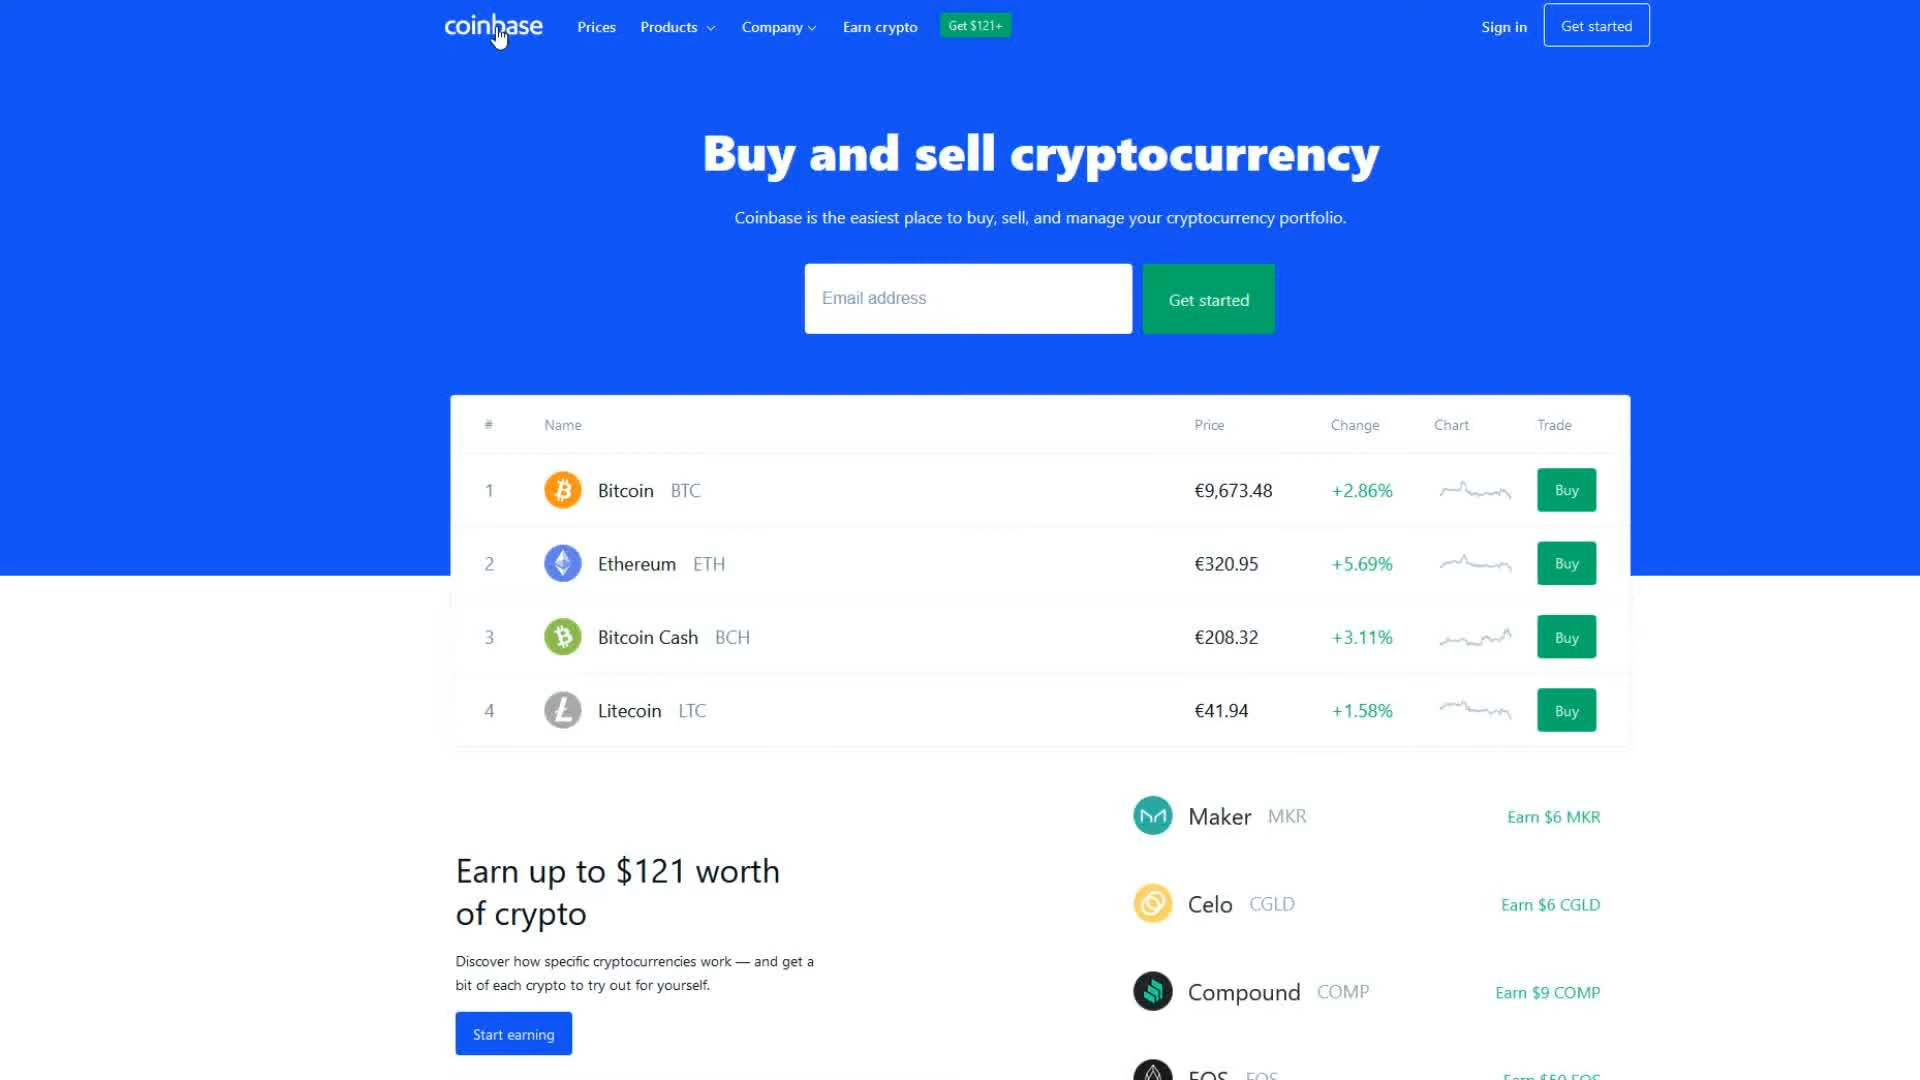 coinbase Prices Products Company Earn crypto Get $121+ Sign in Get started
Buy and sell cryptocurrency
Coinbase is the easiest place to buy, sell, and manage your cryptocurrency portfolio.
Email address Get started
# Name Price Change Chart Trade
1 Bitcoin BTC €9,673.48 +2.86% Buy
2 Ethereum ETH €320.95 +5.69% Buy
3 Bitcoin Cash BCH €208.32 +3.11% Buy
4 Litecoin LTC €41.94 +1.58% Buy
Earn up to $121 worth
of crypto
Discover how specific cryptocurrencies work — and get a
bit of each crypto to try out for yourself.
Start earning
Maker MKR Earn $6 MKR
Celo CGLD Earn $6 CGLD
Compound COMP Earn $9 COMP
EOS EOS Earn $50 EOS